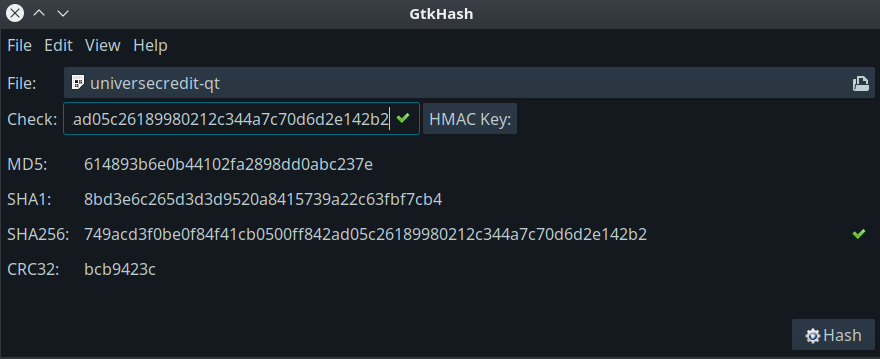 GtkHash
File Edit View Help
File: universecredit-qt
Check: ad05c26189980212c344a7c70d6d2e142b2 HMAC Key:
MD5: 614893b6e0b44102fa2898dd0abc237e
SHA1: 8bd3e6c265d3d3d9520a8415739a22c63fbf7cb4
SHA256: 749acd3f0be0f84f41cb0500ff842ad05c26189980212c344a7c70d6d2e142b2
CRC32: bcb9423c
Hash